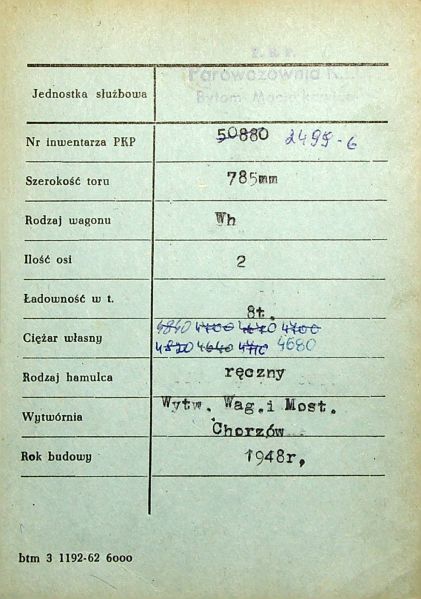 Z. N. P.
Parowozownia
Bytom
Jednostka służbowa
Nr inwentarza PKP 50880 2495-6
Szerokość toru 785mm
Rodzaj wagonu Wh
Ilość osi 2
Ładowność w t. 8t.
4840 4700 4670 4700
Ciężar własny 4820 4640 4710 4680
Rodzaj hamulca ręczny
Wytwórnia Wytw. Wag.i Most.
Chorzów
Rok budowy 1948r,
btm 3 1192-62 6000